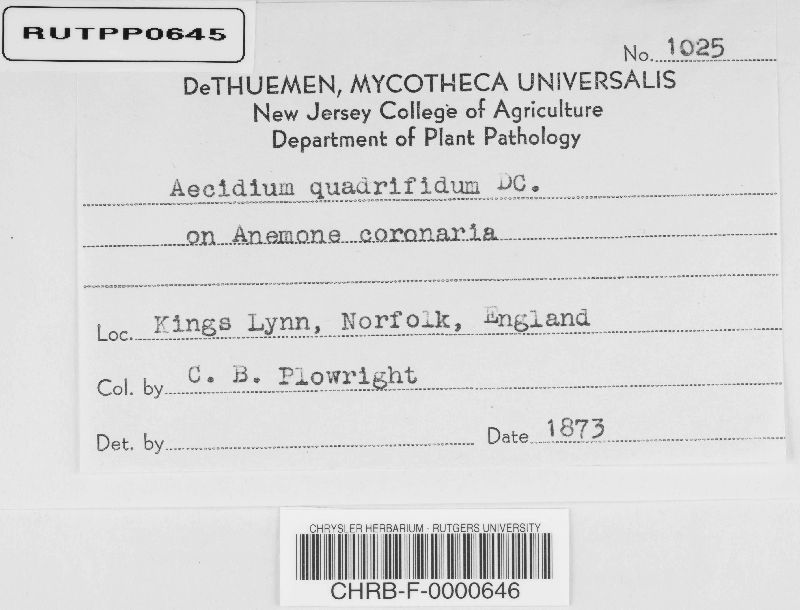 RUTPP0645
No. 1025
DeTHUEMEN, MYCOTHECA UNIVERSALIS
New Jersey College of Agriculture
Department of Plant Pathology
Aecidium quadrifidum DC.
on Anemone coronaria
Loc. Kings Lynn, Norfolk, England
Col. by C. B. Plowright
Det. by
Date 1873
CHRYSLER HERBARIUM - RUTGERS UNIVERSITY
CHRB-F-0000646